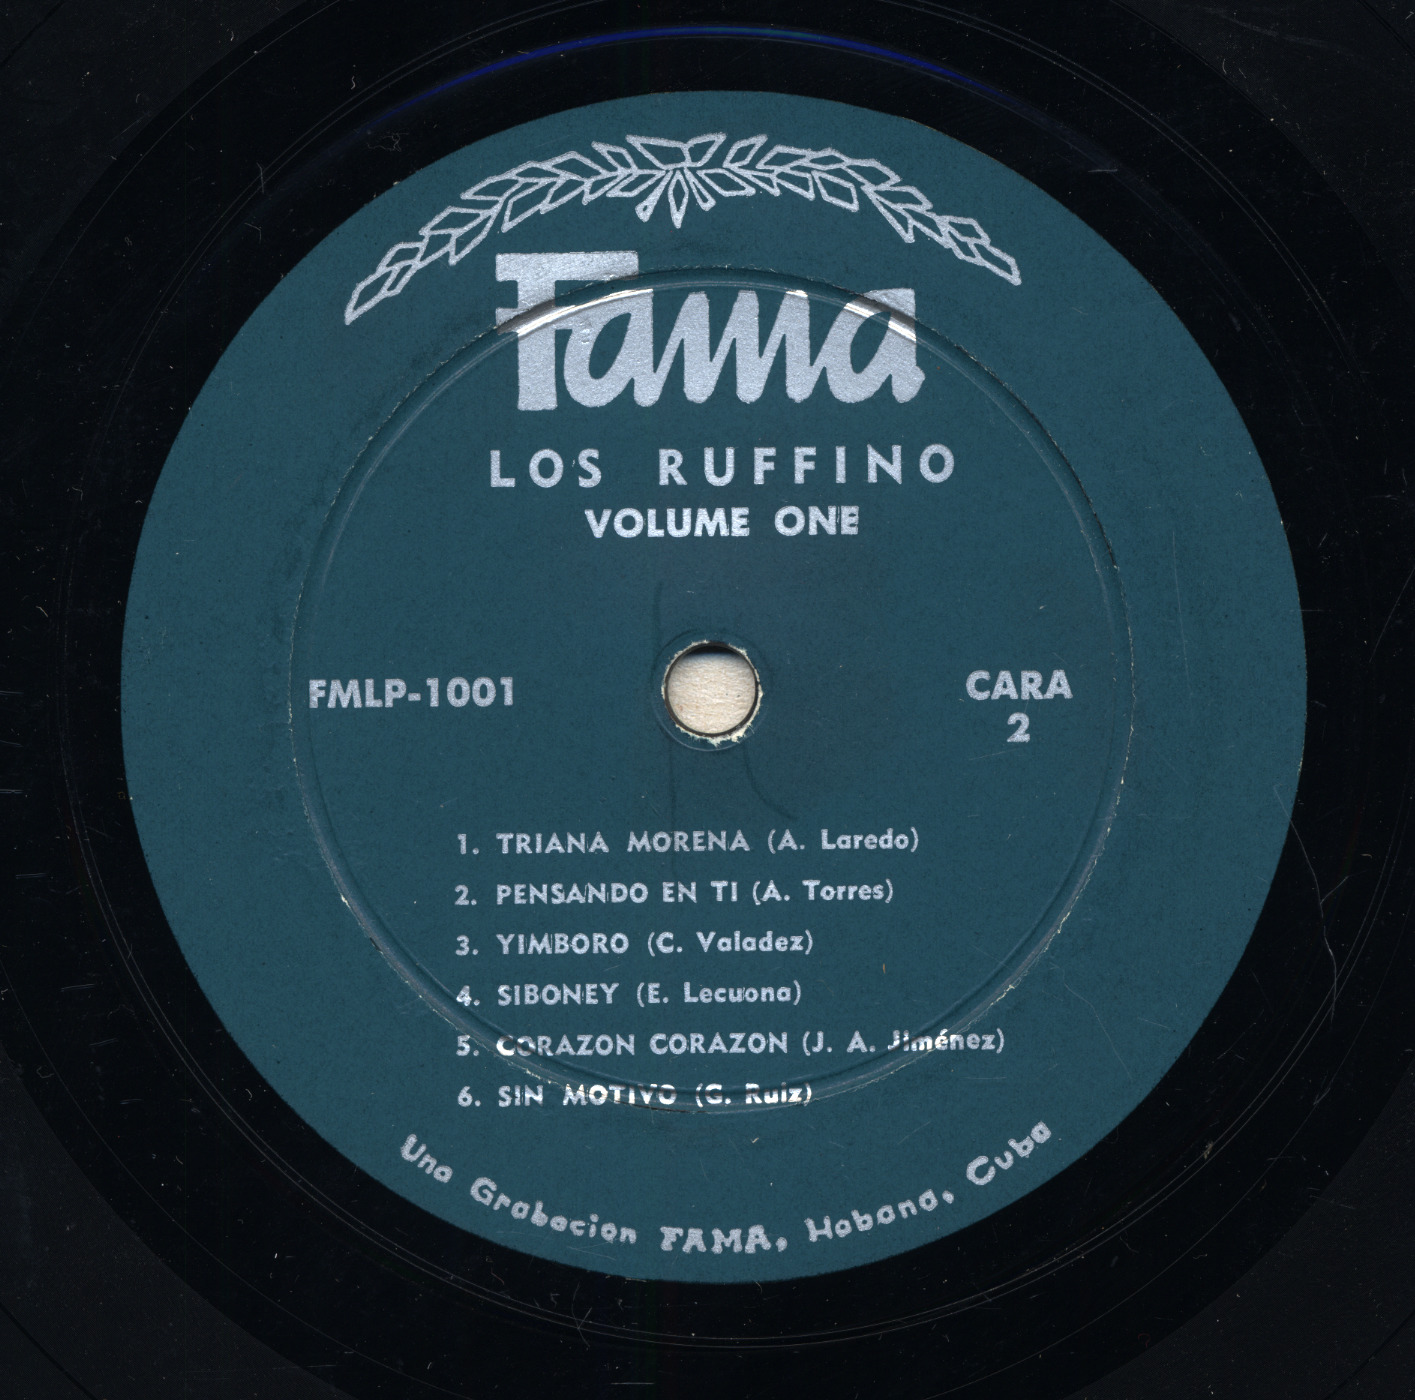 Fama
LOS RUFFINO
VOLUME ONE
FMLP-1001
CARA
2
1. TRIANA MORENA (A. Laredo)
2. PENSANDO EN TI (A. Torres)
3. YIMBORO (C. Valadez)
4. SIBONEY (E. Lecuona)
5. CORAZON CORAZON (J. A. Jiménez)
6. SIN MOTIVO (G. Ruiz)
Una Grabacion FAMA, Habana, Cuba